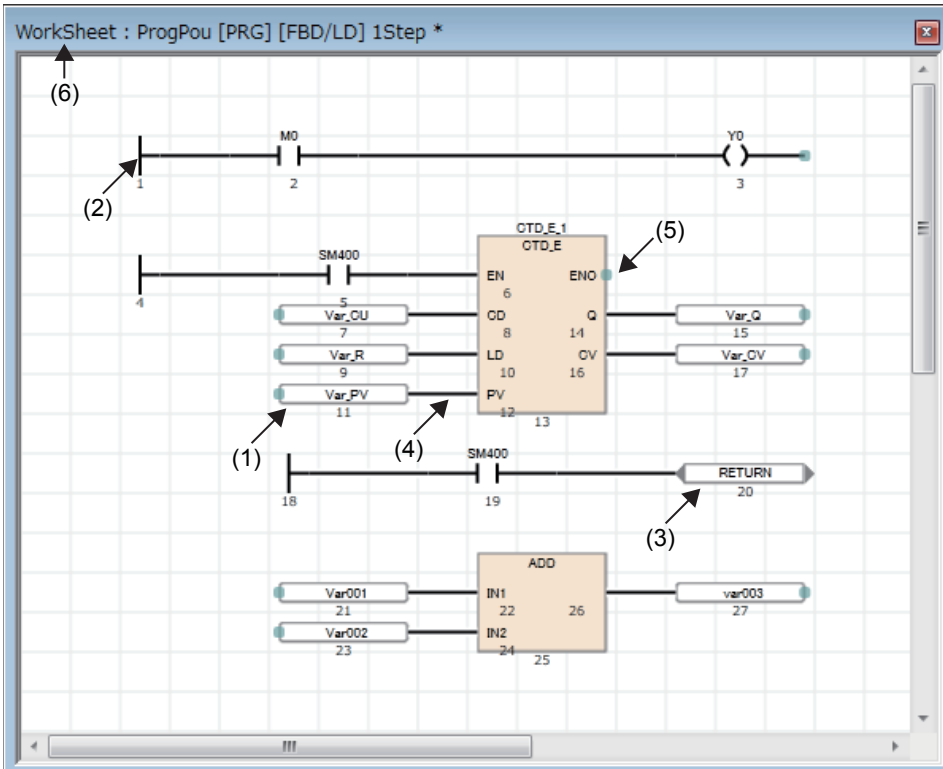 WorkSheet : ProgPou [PRG] [FBD/LD] 1Step *
(6)
M0 Y0
(2) 1 2 3
CTD_E_1
CTD_E (5)
SM400
EN ENO
4 5 6
Var_CU CD Q Var_Q
7 8 14 15
Var_R LD CV Var_CV
9 10 16 17
Var_PV PV
11 12 13
(1) (4)
SM400
RETURN
18 19 20
(3)
ADD
Var001 IN1 var003
21 22 26 27
Var002 IN2
23 24 25